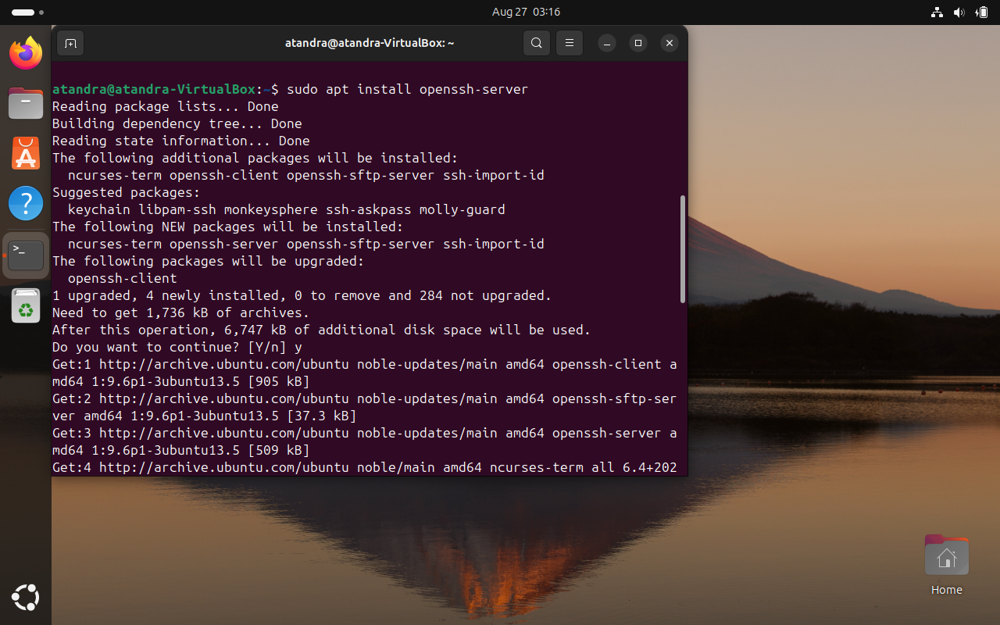 Aug 27 03:16
atandra@atandra-VirtualBox: ~
atandra@atandra-VirtualBox:~$ sudo apt install openssh-server
Reading package lists... Done
Building dependency tree... Done
Reading state information... Done
The following additional packages will be installed:
  ncurses-term openssh-client openssh-sftp-server ssh-import-id
Suggested packages:
  keychain libpam-ssh monkeysphere ssh-askpass molly-guard
The following NEW packages will be installed:
  ncurses-term openssh-server openssh-sftp-server ssh-import-id
The following packages will be upgraded:
  openssh-client
1 upgraded, 4 newly installed, 0 to remove and 284 not upgraded.
Need to get 1,736 kB of archives.
After this operation, 6,747 kB of additional disk space will be used.
Do you want to continue? [Y/n] y
Get:1 http://archive.ubuntu.com/ubuntu noble-updates/main amd64 openssh-client a
md64 1:9.6p1-3ubuntu13.5 [905 kB]
Get:2 http://archive.ubuntu.com/ubuntu noble-updates/main amd64 openssh-sftp-ser
ver amd64 1:9.6p1-3ubuntu13.5 [37.3 kB]
Get:3 http://archive.ubuntu.com/ubuntu noble-updates/main amd64 openssh-server a
md64 1:9.6p1-3ubuntu13.5 [509 kB]
Get:4 http://archive.ubuntu.com/ubuntu noble/main amd64 ncurses-term all 6.4+202
Home